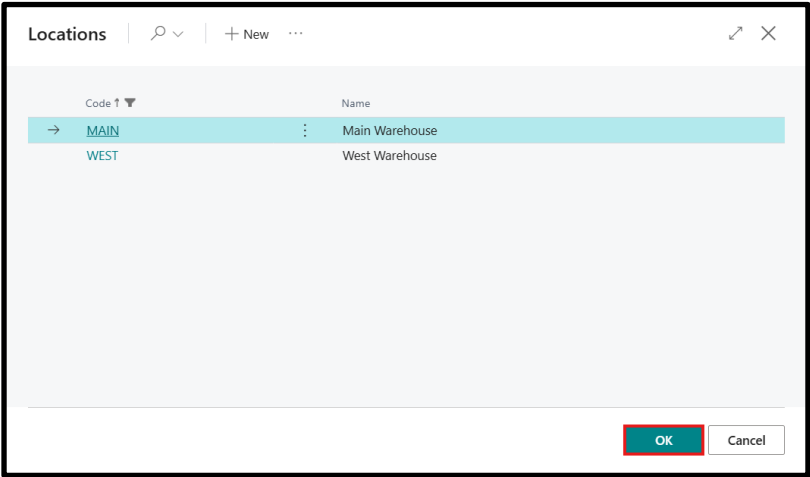 Locations + New ...
Code ↑ Name
→ MAIN ⋮ Main Warehouse
WEST West Warehouse
OK Cancel